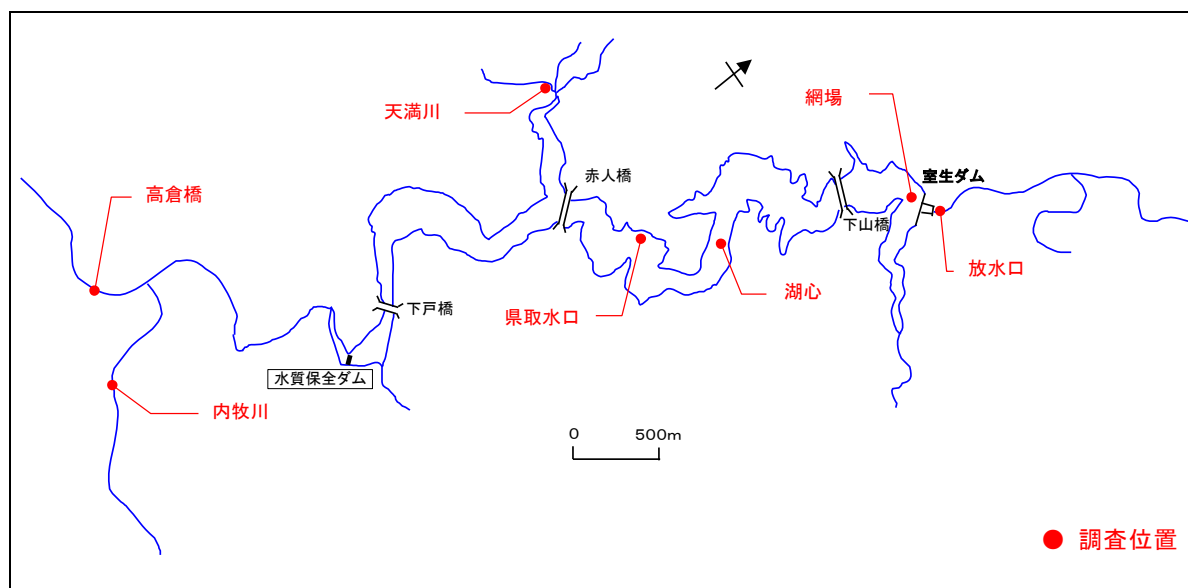 網場
天満川
赤人橋
室生ダム
高倉橋
下山橋
放水口
湖心
下戸橋
県取水口
水質保全ダム
内牧川
0 500m
調査位置